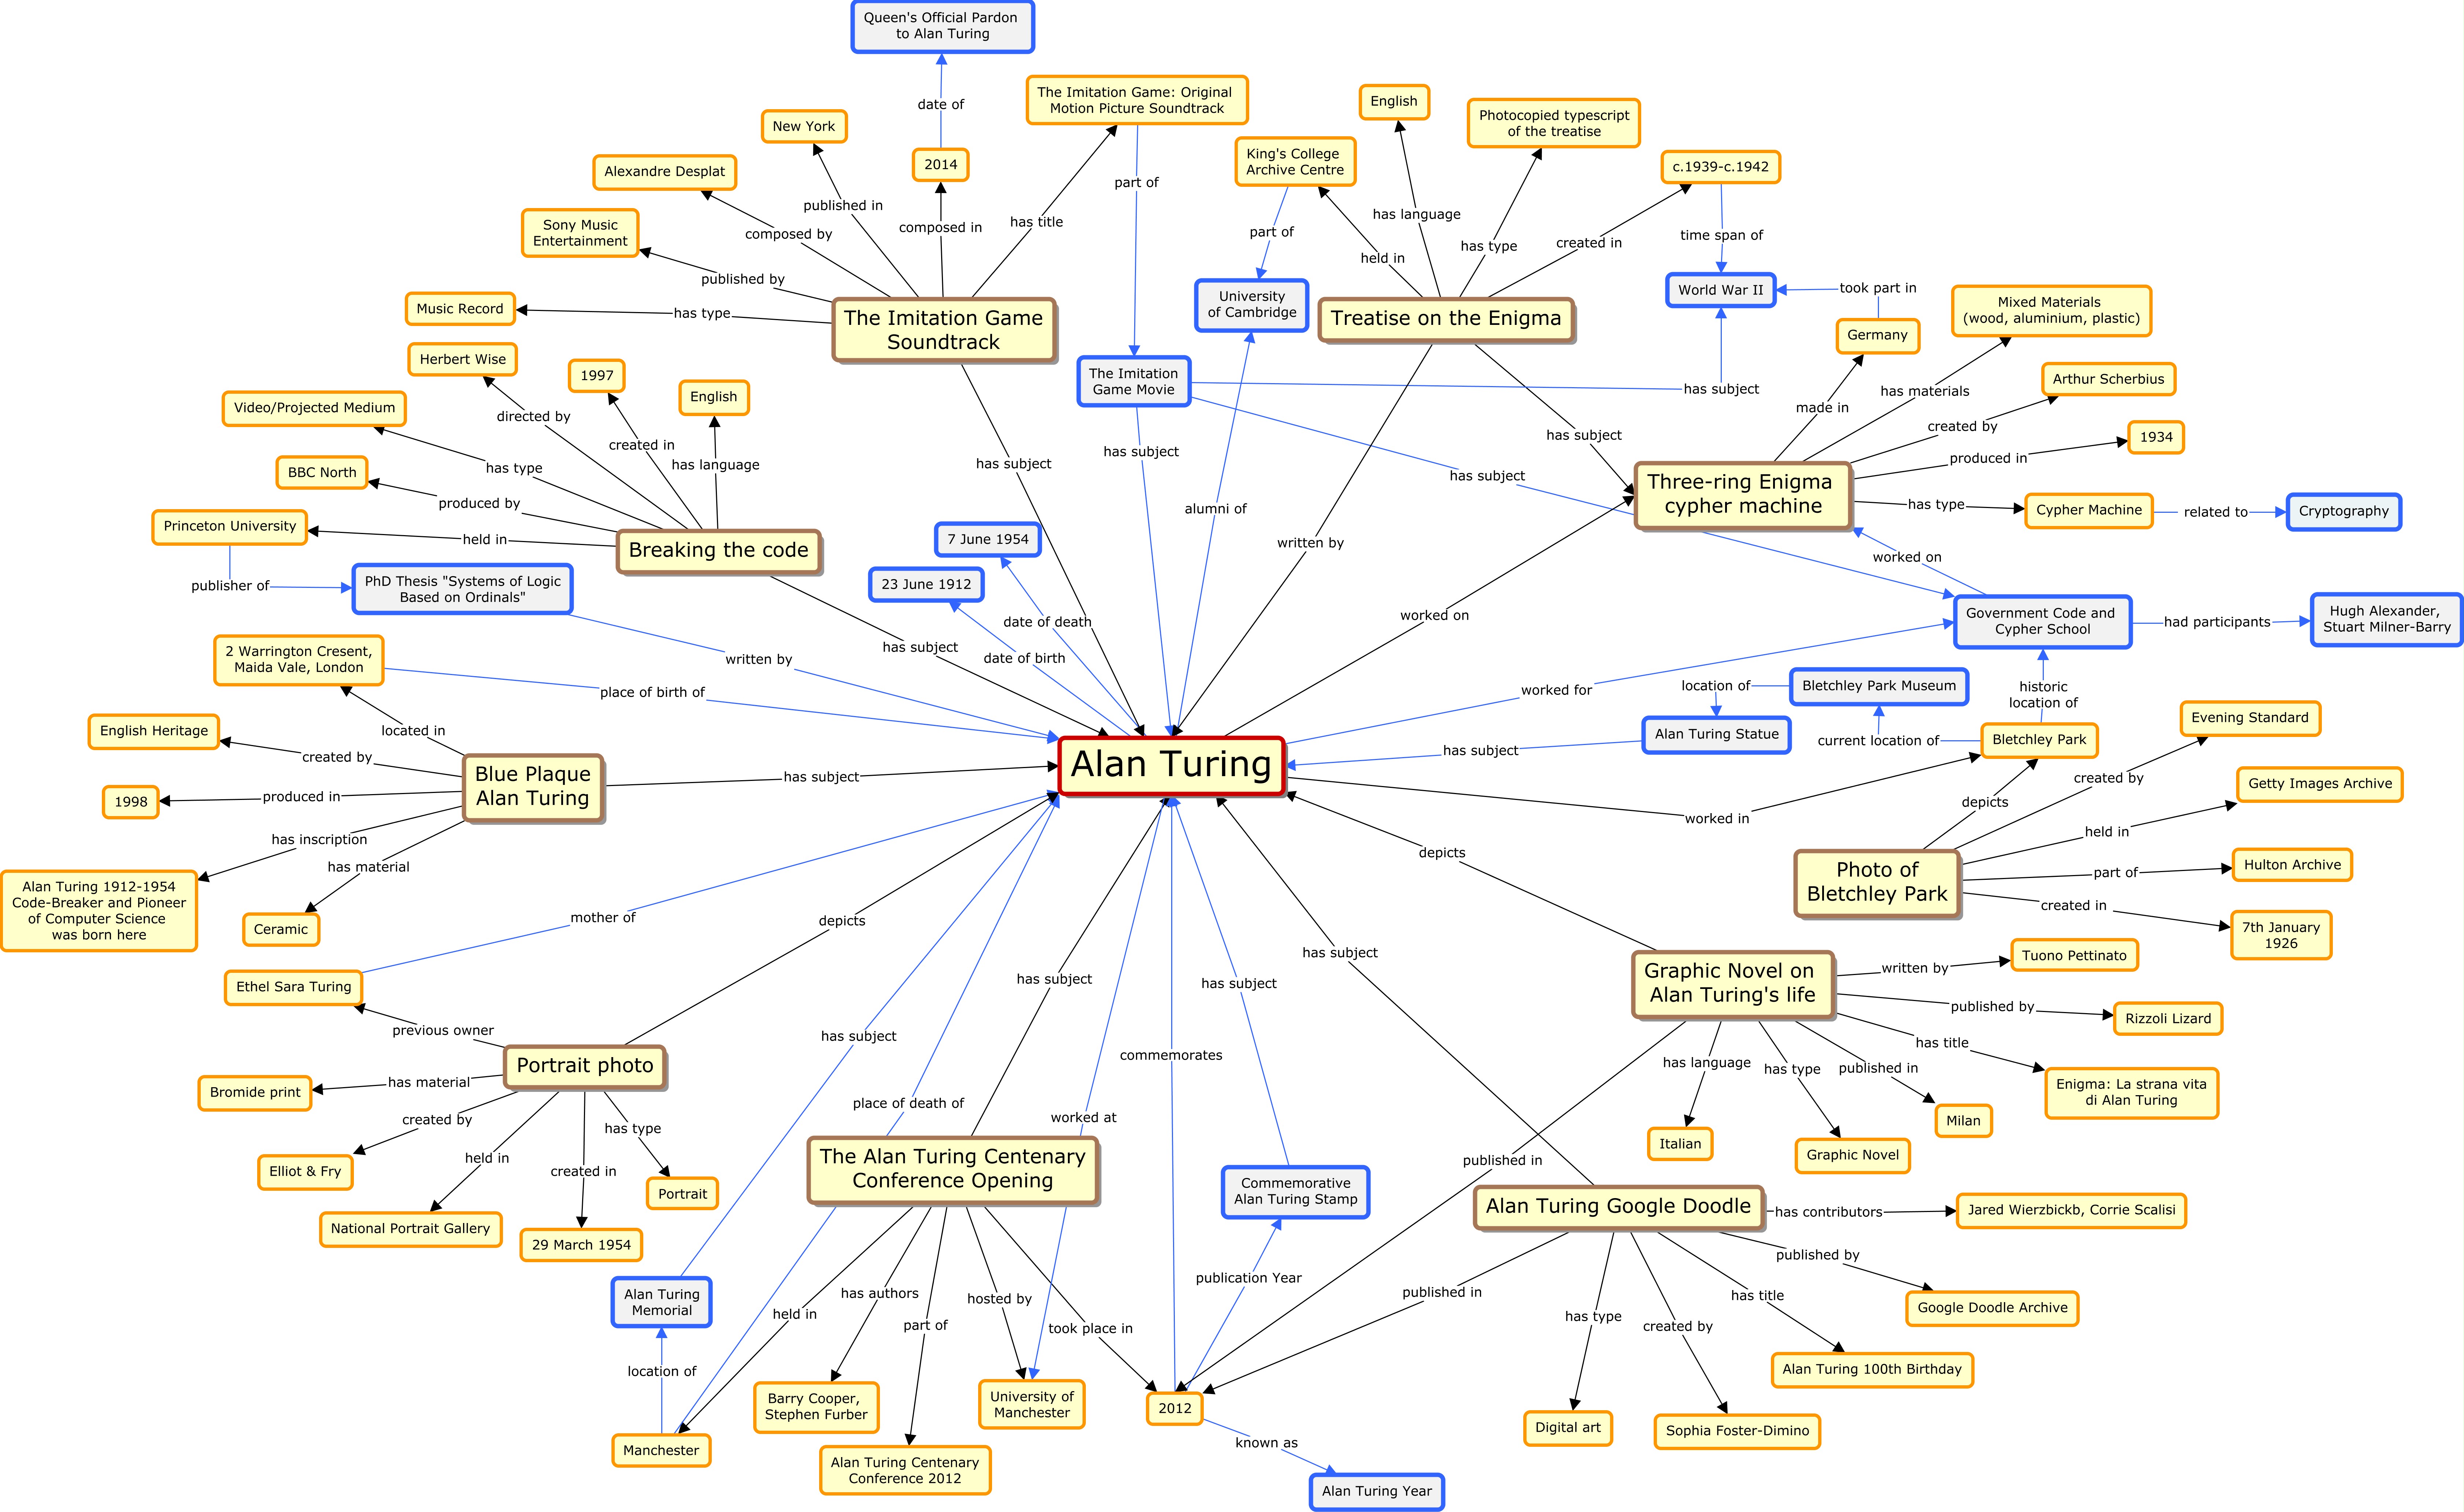 Queen's Official Pardon
to Alan Turing
date of
The Imitation Game: Original
Motion Picture Soundtrack
New York
2014
Alexandre Desplat
Sony Music
Entertainment
Music Record
published in
composed by
composed in
has title
published by
has type
part of
The Imitation Game
Soundtrack
English
Photocopied typescript
of the treatise
King's College
Archive Centre
c.1939-c.1942
has language
has type
created in
held in
part of
time span of
University
of Cambridge
Treatise on the Enigma
World War II
took part in
Germany
Mixed Materials
(wood, aluminium, plastic)
Arthur Scherbius
1934
made in
has materials
created by
produced in
has type
Cypher Machine
related to
Cryptography
The Imitation
Game Movie
has subject
has subject
has subject
has subject
has subject
alumni of
written by
Three-ring Enigma
cypher machine
worked on
worked on
Herbert Wise
1997
English
Video/Projected Medium
BBC North
Princeton University
directed by
created in
has language
has type
produced by
held in
Breaking the code
publisher of
PhD Thesis "Systems of Logic
Based on Ordinals"
7 June 1954
23 June 1912
date of death
date of birth
has subject
written by
place of birth of
Government Code and
Cypher School
had participants
Hugh Alexander,
Stuart Milner-Barry
worked for
historic
location of
location of
Bletchley Park Museum
Alan Turing Statue
current location of
Bletchley Park
has subject
2 Warrington Cresent,
Maida Vale, London
English Heritage
1998
located in
created by
produced in
has inscription
has material
Blue Plaque
Alan Turing
has subject
Alan Turing
worked in
Alan Turing 1912-1954
Code-Breaker and Pioneer
of Computer Science
was born here
Ceramic
Evening Standard
Getty Images Archive
Hulton Archive
7th January
1926
depicts
created by
held in
part of
created in
Photo of
Bletchley Park
mother of
depicts
Ethel Sara Turing
previous owner
Portrait photo
Bromide print
has material
created by
Elliot & Fry
held in
National Portrait Gallery
created in
29 March 1954
has type
Portrait
has subject
place of death of
has subject
worked at
commemorates
has subject
has subject
depicts
Graphic Novel on
Alan Turing's life
written by
Tuono Pettinato
published by
Rizzoli Lizard
has title
Enigma: La strana vita
di Alan Turing
published in
Milan
has type
Graphic Novel
has language
Italian
published in
The Alan Turing Centenary
Conference Opening
Commemorative
Alan Turing Stamp
Alan Turing Google Doodle
has contributors
Jared Wierzbickb, Corrie Scalisi
published by
Google Doodle Archive
has title
Alan Turing 100th Birthday
created by
Sophia Foster-Dimino
has type
Digital art
published in
publication Year
Alan Turing
Memorial
location of
Manchester
held in
has authors
Barry Cooper,
Stephen Furber
part of
Alan Turing Centenary
Conference 2012
hosted by
University of
Manchester
took place in
2012
known as
Alan Turing Year